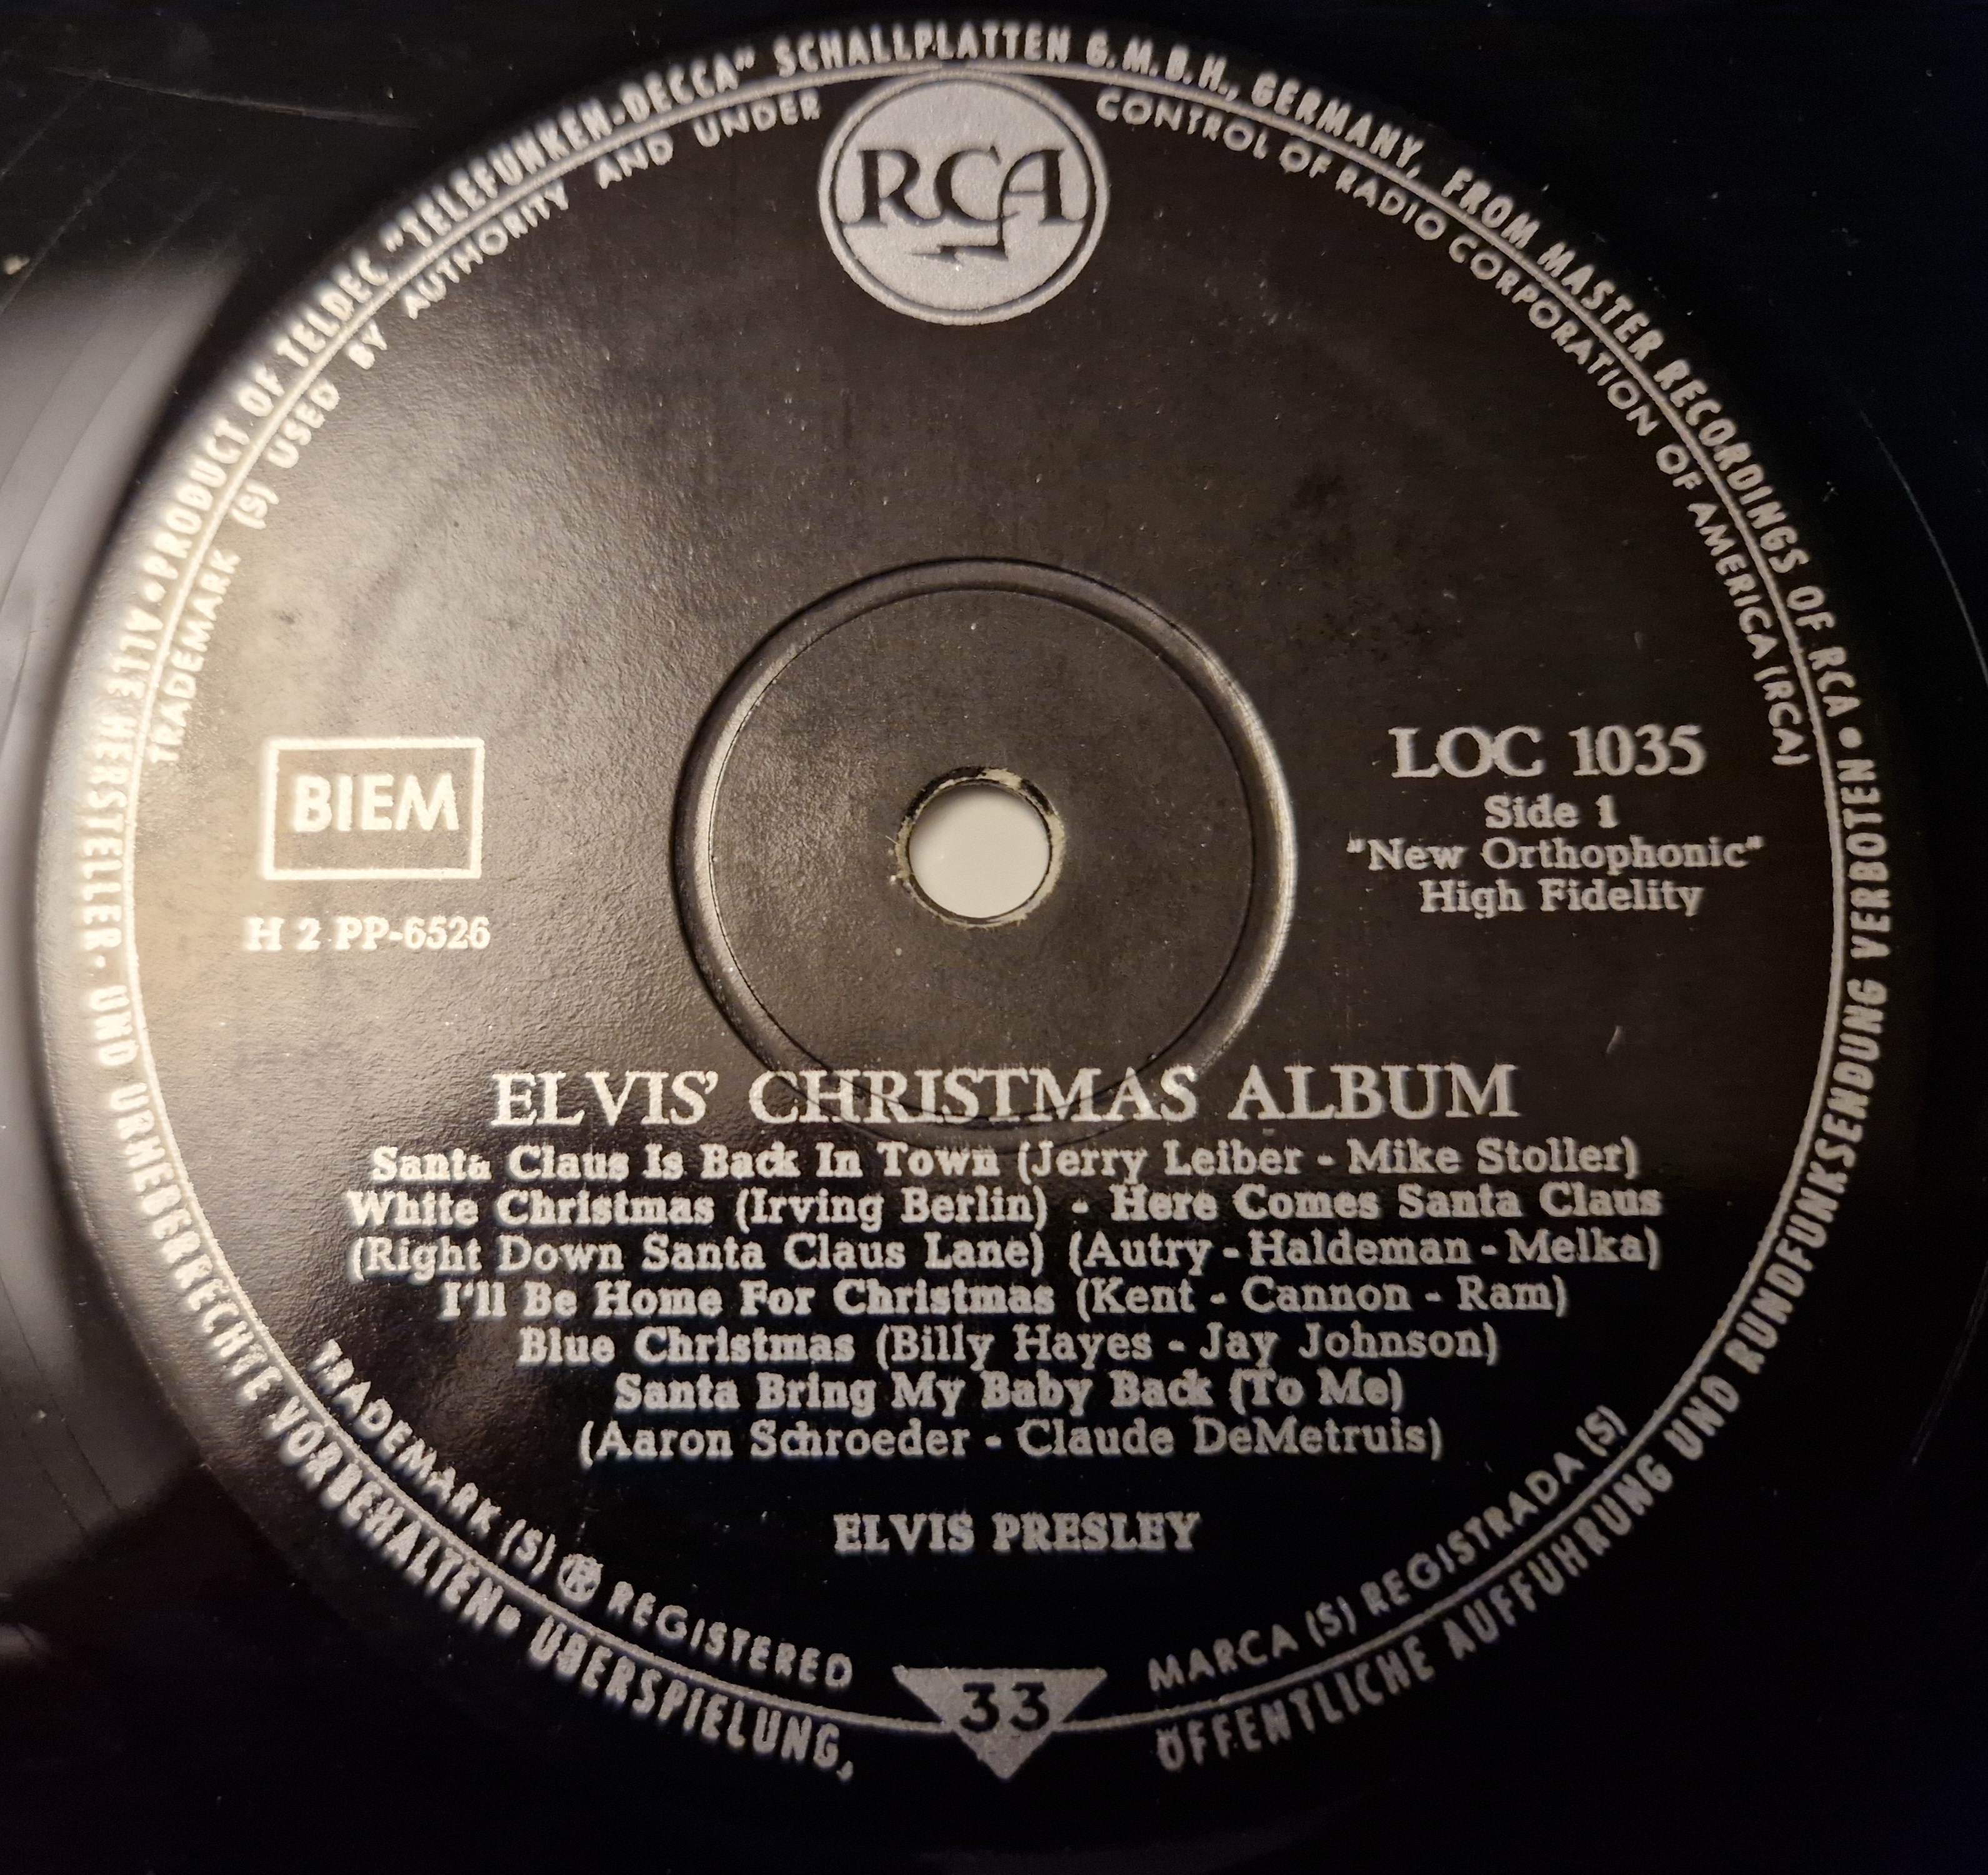 • PRODUCT OF TELDEC "TELEFUNKEN-DECCA" SCHALLPLATTEN G.M.B.H., GERMANY, FROM MASTER RECORDINGS OF RCA •
TRADEMARK (S) USED BY AUTHORITY AND UNDER CONTROL OF RADIO CORPORATION OF AMERICA (RCA)
RCA
BIEM
H 2 PP-6526
LOC 1035
Side 1
"New Orthophonic"
High Fidelity
ELVIS' CHRISTMAS ALBUM
Santa Claus Is Back In Town (Jerry Leiber - Mike Stoller)
White Christmas (Irving Berlin) - Here Comes Santa Claus
(Right Down Santa Claus Lane) (Autry - Haldeman - Melka)
I'll Be Home For Christmas (Kent - Cannon - Ram)
Blue Christmas (Billy Hayes - Jay Johnson)
Santa Bring My Baby Back (To Me)
(Aaron Schroeder - Claude DeMetruis)
ELVIS PRESLEY
TRADEMARK (S) ® REGISTERED
MARCA (S) REGISTRADA (S)
33
ALLE HERSTELLER- UND URHEBERRECHTE VORBEHALTEN • ÜBERSPIELUNG, ÖFFENTLICHE AUFFÜHRUNG UND RUNDFUNKSENDUNG VERBOTEN